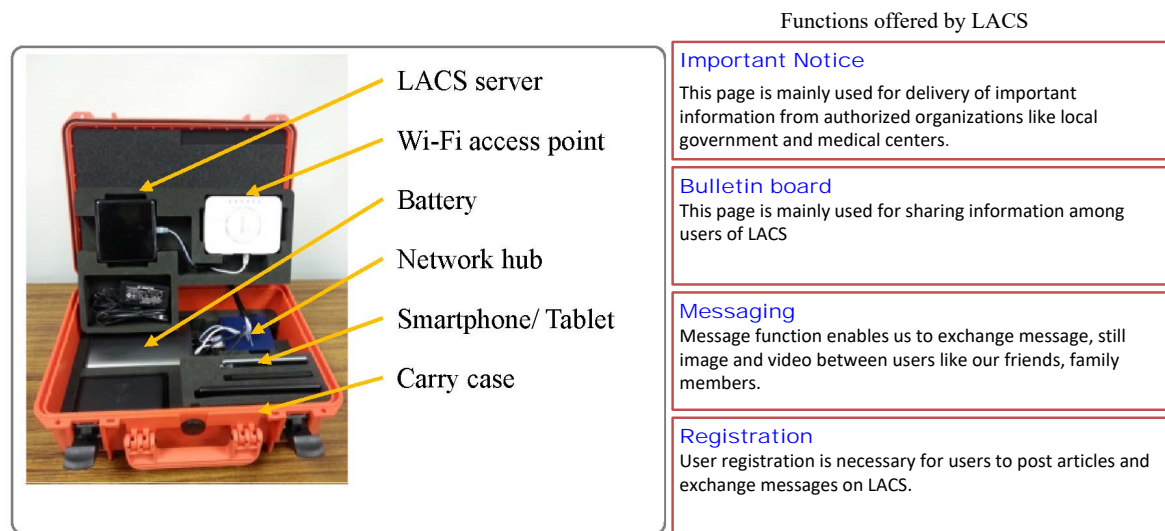 Functions offered by LACS
LACS server
Wi-Fi access point
Battery
Network hub
Smartphone/ Tablet
Carry case
Important Notice
This page is mainly used for delivery of important
information from authorized organizations like local
government and medical centers.
Bulletin board
This page is mainly used for sharing information among
users of LACS
Messaging
Message function enables us to exchange message, still
image and video between users like our friends, family
members.
Registration
User registration is necessary for users to post articles and
exchange messages on LACS.